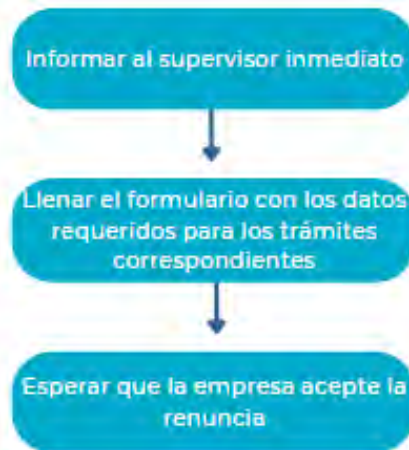 Informar al supervisor inmediato
Llenar el formulario con los datos
requeridos para los trámites
correspondientes
Esperar que la empresa acepte la
renuncia